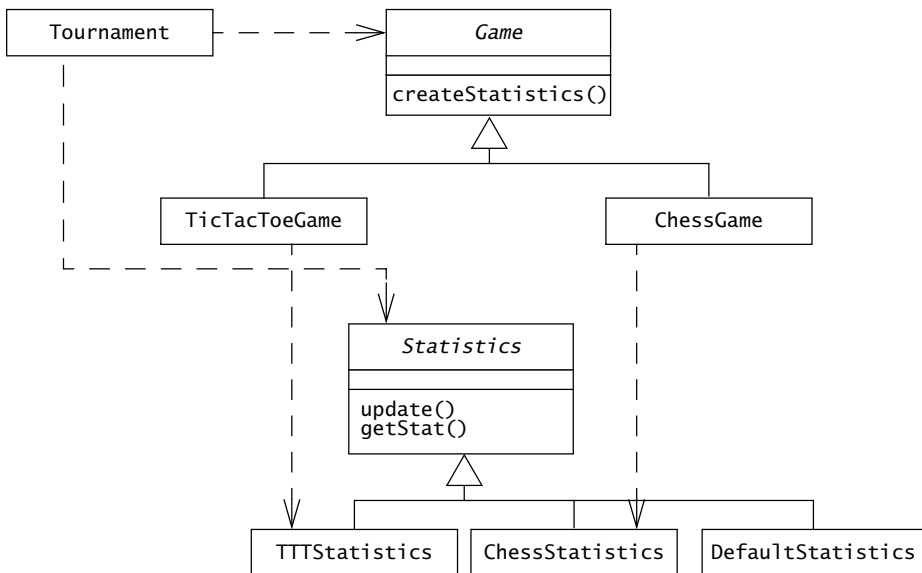 Tournament
Game
createStatistics()
TicTacToeGame
ChessGame
Statistics
update()
getStat()
TTTStatistics
ChessStatistics
DefaultStatistics